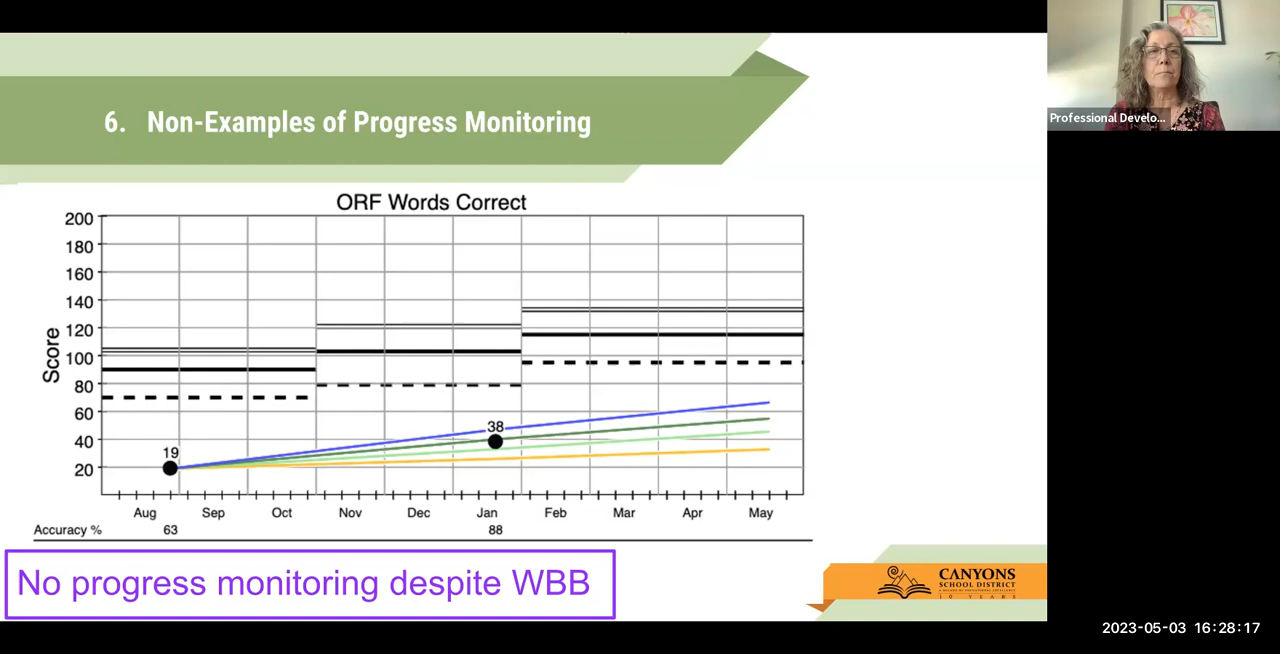 6. Non-Examples of Progress Monitoring
Professional Develo...
ORF Words Correct
200
180
160
140
120
100
80
60
40
20
Score
19
38
Aug Sep Oct Nov Dec Jan Feb Mar Apr May
Accuracy % 63 88
No progress monitoring despite WBB
CANYONS
SCHOOL DISTRICT
10 YEARS
2023-05-03 16:28:17